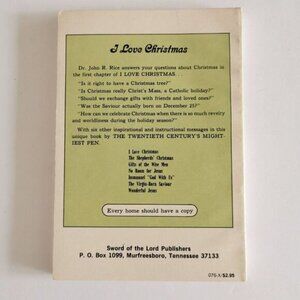 I Love Christmas
Dr. John R. Rice answers your questions about Christmas in
the first chapter of I LOVE CHRISTMAS . . .
"Is it right to have a Christmas tree?"
"Is Christmas really Christ's Mass, a Catholic holiday?"
"Should we exchange gifts with friends and loved ones?"
"Was the Saviour actually born on December 25?"
"How can we celebrate Christmas when there is so much revelry
and worldliness during the holiday season?"
With six other inspirational and instructional messages in this
unique book by THE TWENTIETH CENTURY'S MIGHT-
IEST PEN.
I Love Christmas
The Shepherds' Christmas
Gifts of the Wise Men
No Room for Jesus
Immanuel "God With Us"
The Virgin-Born Saviour
Wonderful Jesus
Every home should have a copy
Sword of the Lord Publishers
P. O. Box 1099, Murfreesboro, Tennessee 37133
$2.95